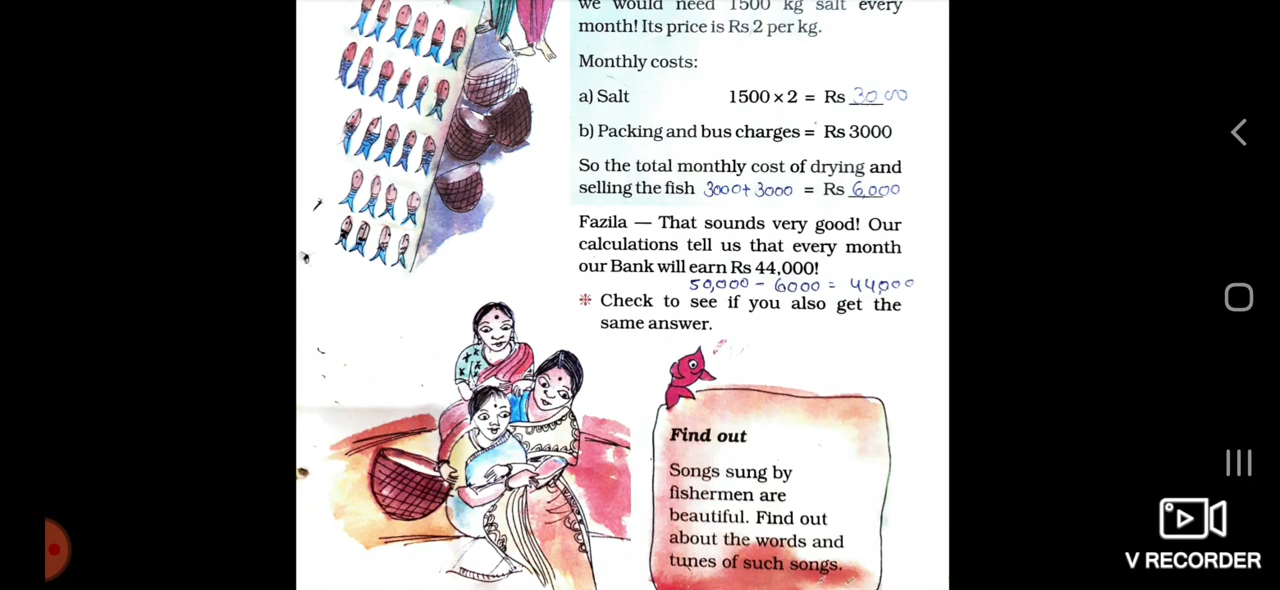 we would need 1500 kg salt every
month! Its price is Rs 2 per kg.
Monthly costs:
a) Salt 1500 × 2 = Rs 3000
b) Packing and bus charges = Rs 3000
So the total monthly cost of drying and
selling the fish 3000+3000 = Rs 6,000
Fazila — That sounds very good! Our
calculations tell us that every month
our Bank will earn Rs 44,000!
50,000 - 6000 = 44,000
Check to see if you also get the
same answer.
Find out
Songs sung by
fishermen are
beautiful. Find out
about the words and
tunes of such songs.
V RECORDER